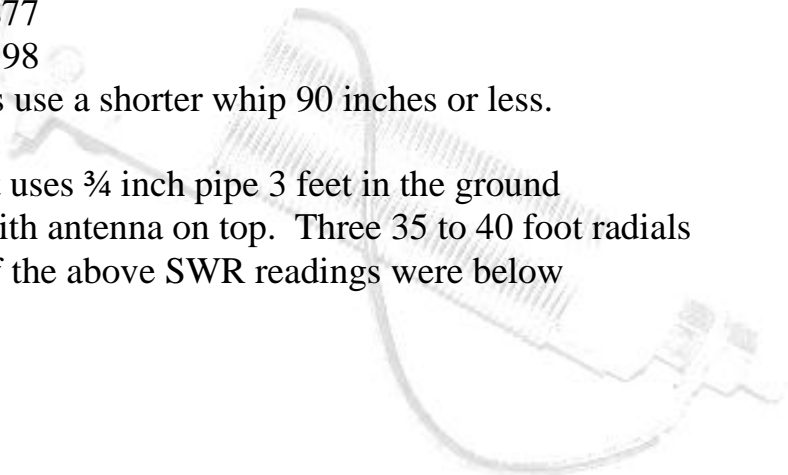 77
98
s use a shorter whip 90 inches or less.
uses ¾ inch pipe 3 feet in the ground
ith antenna on top. Three 35 to 40 foot radials
f the above SWR readings were below